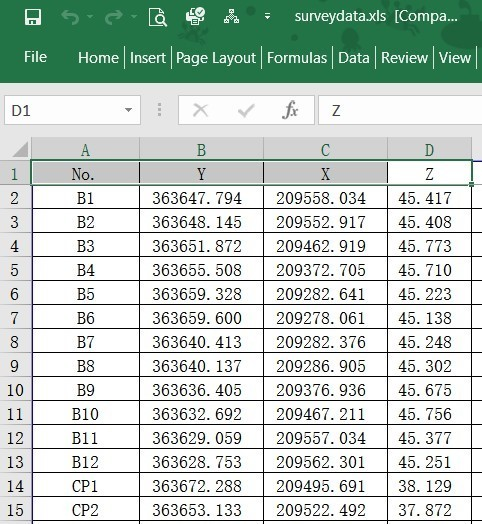 surveydata.xls [Compa...
File Home Insert Page Layout Formulas Data Review View
D1 fx Z
A B C D
1 No. Y X Z
2 B1 363647.794 209558.034 45.417
3 B2 363648.145 209552.917 45.408
4 B3 363651.872 209462.919 45.773
5 B4 363655.508 209372.705 45.710
6 B5 363659.328 209282.641 45.223
7 B6 363659.600 209278.061 45.138
8 B7 363640.413 209282.376 45.248
9 B8 363640.137 209286.905 45.302
10 B9 363636.405 209376.936 45.675
11 B10 363632.692 209467.211 45.756
12 B11 363629.059 209557.034 45.377
13 B12 363628.753 209562.301 45.251
14 CP1 363672.288 209495.691 38.129
15 CP2 363653.133 209522.492 37.872